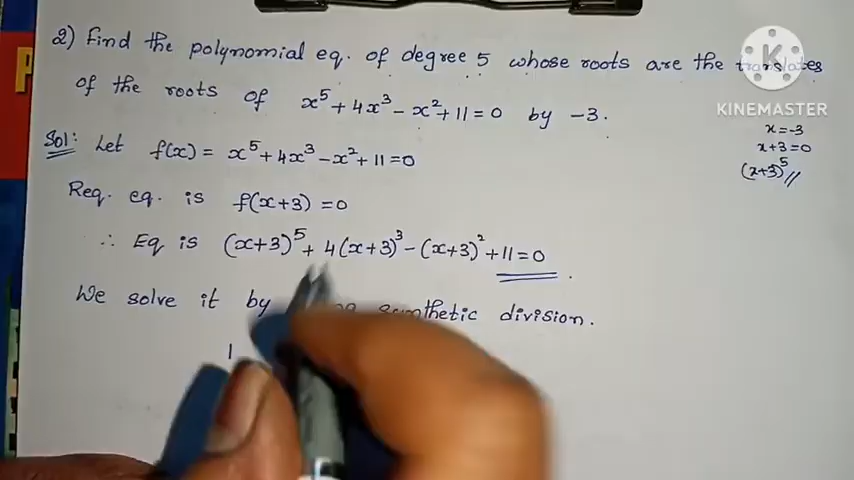 2) Find the polynomial eq. of degree 5 whose roots are the translates
of the roots of x⁵+4x³-x²+11=0 by -3.
Sol: Let f(x) = x⁵+4x³-x²+11=0
Req. eq. is f(x+3)=0
∴ Eq is (x+3)⁵+4(x+3)³-(x+3)²+11=0.
We solve it by synthetic division.
1
x=-3
x+3=0
(x+3)⁵//
K
KINEMASTER